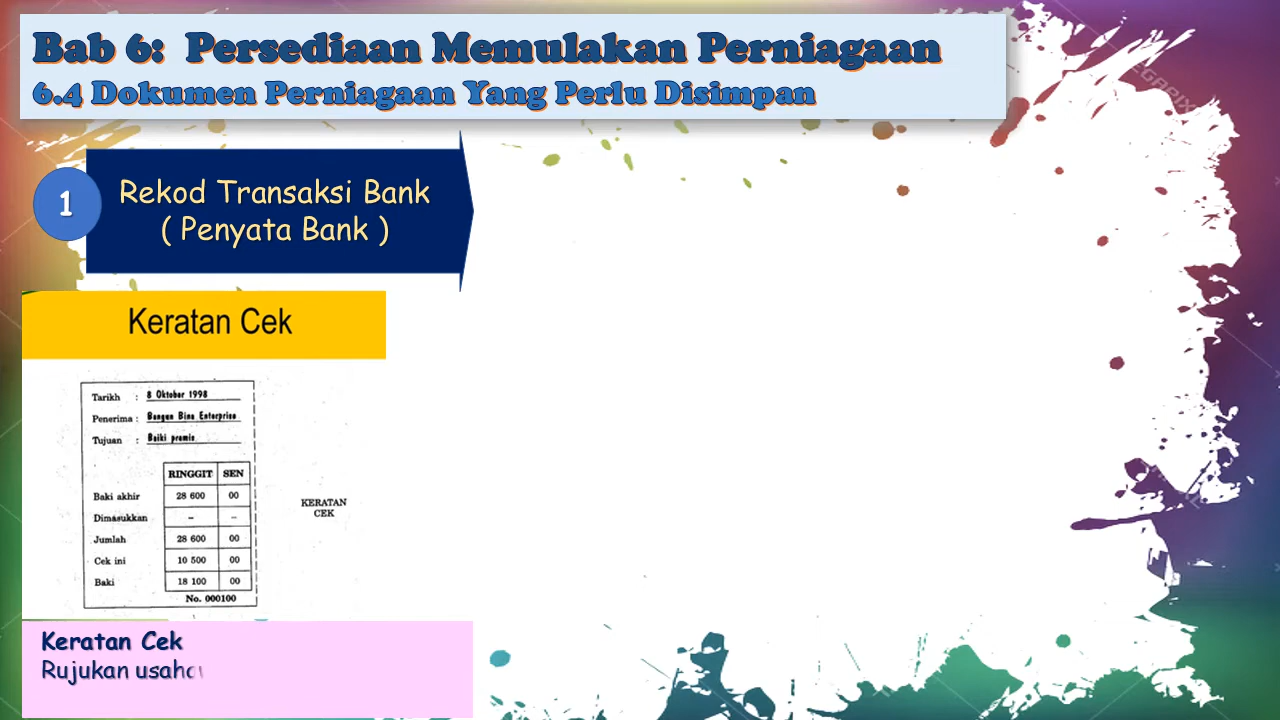 Bab 6: Persediaan Memulakan Perniagaan
6.4 Dokumen Perniagaan Yang Perlu Disimpan
1
Rekod Transaksi Bank
( Penyata Bank )
Keratan Cek
Tarikh : 8 Oktober 1998
Penerima : Bangun Bina Enterprise
Tujuan : Baiki premis
RINGGIT SEN
Baki akhir 28 600 00
Dimasukkan – –
Jumlah 28 600 00
Cek ini 10 500 00
Baki 18 100 00
No. 000100
KERATAN
CEK
Keratan Cek
Rujukan